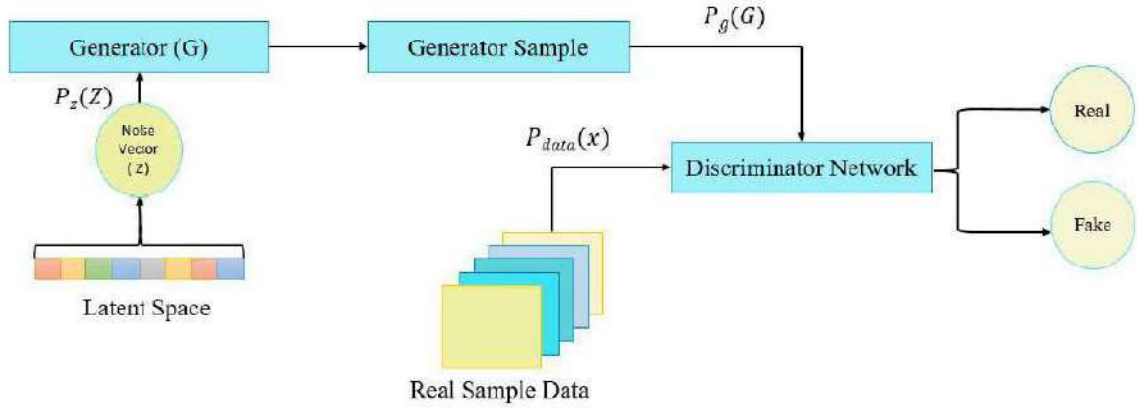 P_g(G)
Generator (G)
Generator Sample
P_z(Z)
Noise
Vector
( Z)
Real
P_data(x)
Discriminator Network
Fake
Latent Space
Real Sample Data